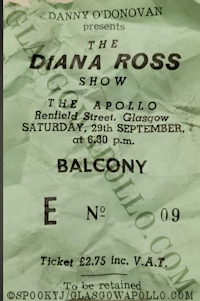 DANNY O'DONOVAN
presents
THE
DIANA ROSS
SHOW
THE APOLLO
Renfield Street, Glasgow
SATURDAY, 29th SEPTEMBER,
at 6.30 p.m.
BALCONY
E No 09
Ticket £2.75 inc. V.A.T.
To be retained
©SPOOKYJ/GLASGOWAPOLLO.COM